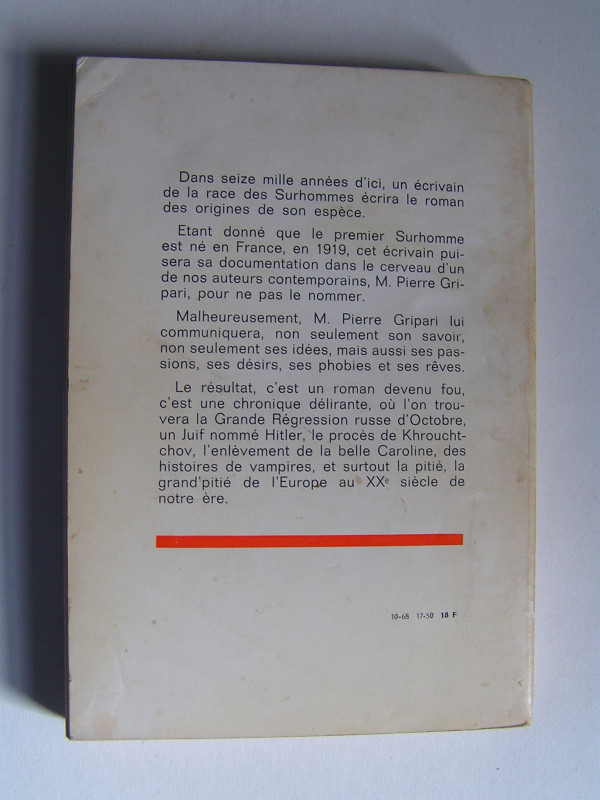 Dans seize mille années d'ici, un écrivain
de la race des Surhommes écrira le roman
des origines de son espèce.
Etant donné que le premier Surhomme
est né en France, en 1919, cet écrivain pui-
sera sa documentation dans le cerveau d'un
de nos auteurs contemporains, M. Pierre Gri-
pari, pour ne pas le nommer.
Malheureusement, M. Pierre Gripari lui
communiquera, non seulement son savoir,
non seulement ses idées, mais aussi ses pas-
sions, ses désirs, ses phobies et ses rêves.
Le résultat, c'est un roman devenu fou,
c'est une chronique délirante, où l'on trou-
vera la Grande Régression russe d'Octobre,
un Juif nommé Hitler, le procès de Khroucht-
chov, l'enlèvement de la belle Caroline, des
histoires de vampires, et surtout la pitié, la
grand'pitié de l'Europe au XXe siècle de
notre ère.
10-68 17-50 18 F